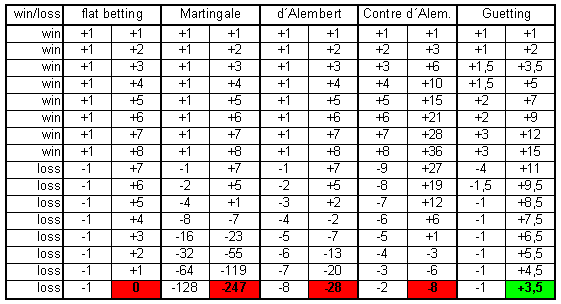 win/loss flat betting Martingale d´Alembert Contre d´Alem. Guetting
win +1 +1 +1 +1 +1 +1 +1 +1 +1 +1
win +1 +2 +1 +2 +1 +2 +2 +3 +1 +2
win +1 +3 +1 +3 +1 +3 +3 +6 +1,5 +3,5
win +1 +4 +1 +4 +1 +4 +4 +10 +1,5 +5
win +1 +5 +1 +5 +1 +5 +5 +15 +2 +7
win +1 +6 +1 +6 +1 +6 +6 +21 +2 +9
win +1 +7 +1 +7 +1 +7 +7 +28 +3 +12
win +1 +8 +1 +8 +1 +8 +8 +36 +3 +15
loss -1 +7 -1 +7 -1 +7 -9 +27 -4 +11
loss -1 +6 -2 +5 -2 +5 -8 +19 -1,5 +9,5
loss -1 +5 -4 +1 -3 +2 -7 +12 -1 +8,5
loss -1 +4 -8 -7 -4 -2 -6 +6 -1 +7,5
loss -1 +3 -16 -23 -5 -7 -5 +1 -1 +6,5
loss -1 +2 -32 -55 -6 -13 -4 -3 -1 +5,5
loss -1 +1 -64 -119 -7 -20 -3 -6 -1 +4,5
loss -1 0 -128 -247 -8 -28 -2 -8 -1 +3,5